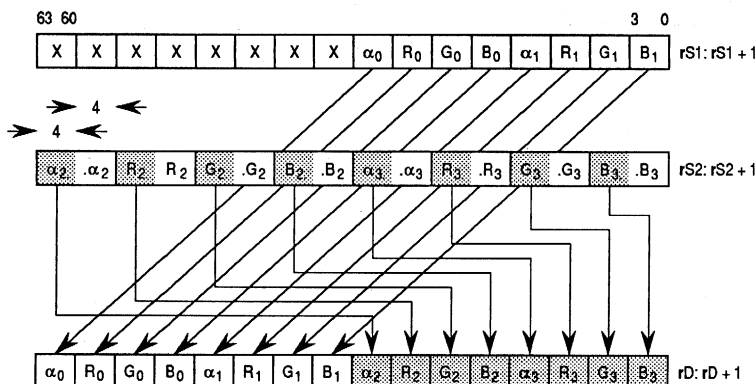 63 60 3 0
X X X X X X X X α0 R0 G0 B0 α1 R1 G1 B1 rS1: rS1 + 1
4
4
α2 .α2 R2 R2 G2 .G2 B2 .B2 α3 .α3 R3 .R3 G3 .G3 B3 .B3 rS2: rS2 + 1
α0 R0 G0 B0 α1 R1 G1 B1 α2 R2 G2 B2 α3 R3 G3 B3 rD: rD + 1